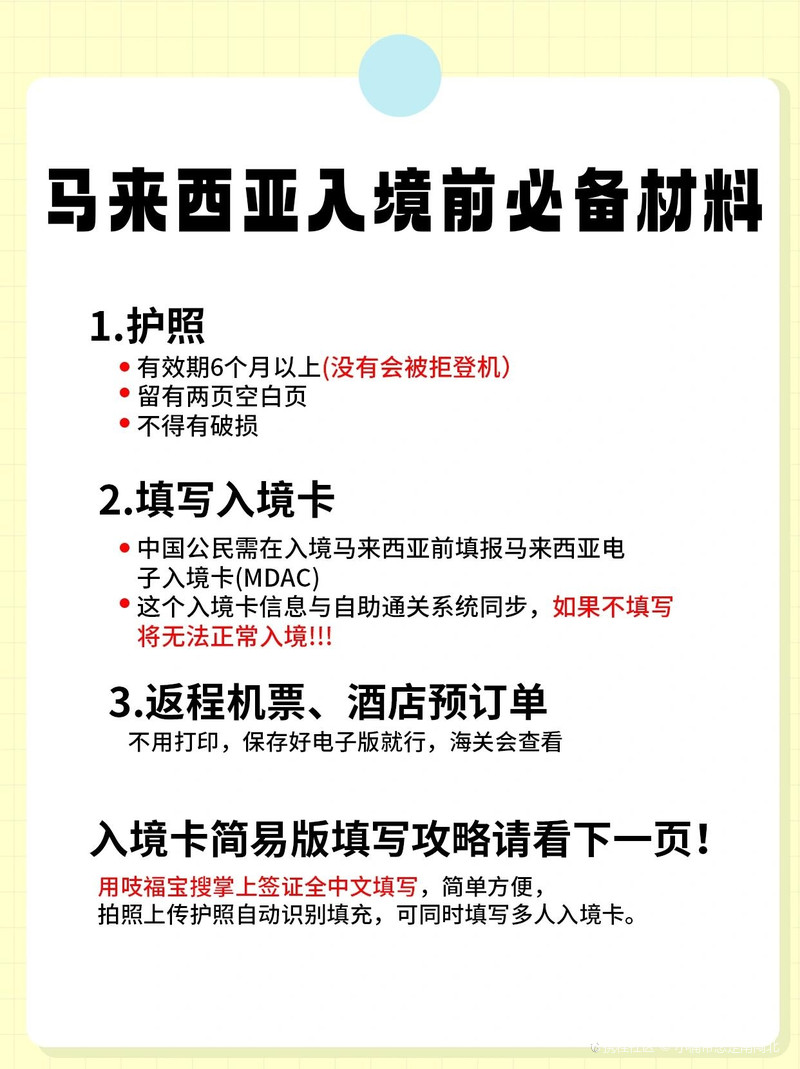 马来西亚入境前必备材料
1.护照
有效期6个月以上(没有会被拒登机）
留有两页空白页
不得有破损
2.填写入境卡
中国公民需在入境马来西亚前填报马来西亚电
子入境卡(MDAC)
这个入境卡信息与自助通关系统同步，如果不填写
将无法正常入境!!!
3.返程机票、酒店预订单
不用打印，保存好电子版就行，海关会查看
入境卡简易版填写攻略请看下一页！
用吱福宝搜掌上签证全中文填写，简单方便，
拍照上传护照自动识别填充，可同时填写多人入境卡。